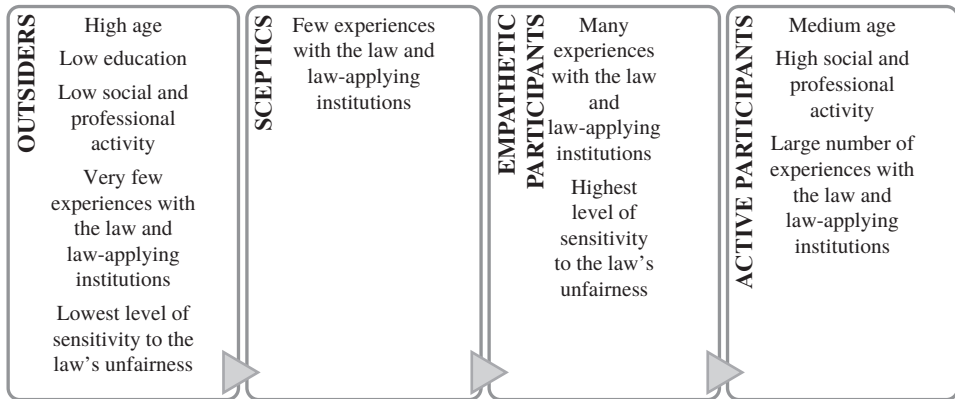 OUTSIDERS
High age
Low education
Low social and
professional
activity
Very few
experiences with
the law and
law-applying
institutions
Lowest level of
sensitivity to the
law’s unfairness
SCEPTICS
Few experiences
with the law and
law-applying
institutions
EMPATHETIC
PARTICIPANTS
Many
experiences
with the law
and
law-applying
institutions
Highest
level of
sensitivity
to the law’s
unfairness
ACTIVE PARTICIPANTS
Medium age
High social and
professional
activity
Large number of
experiences with
the law and
law-applying
institutions